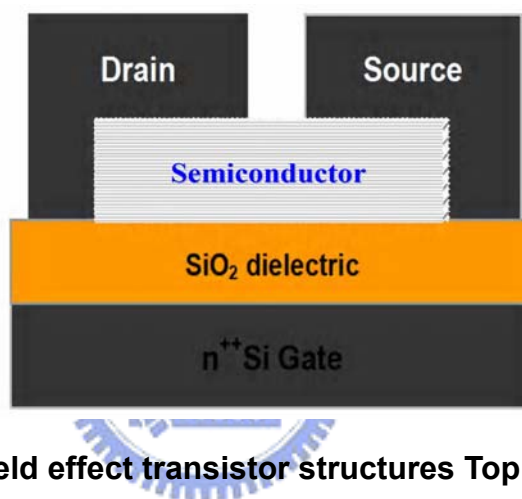 Drain Source
Semiconductor
SiO₂ dielectric
n⁺⁺Si Gate
eld effect transistor structures Top